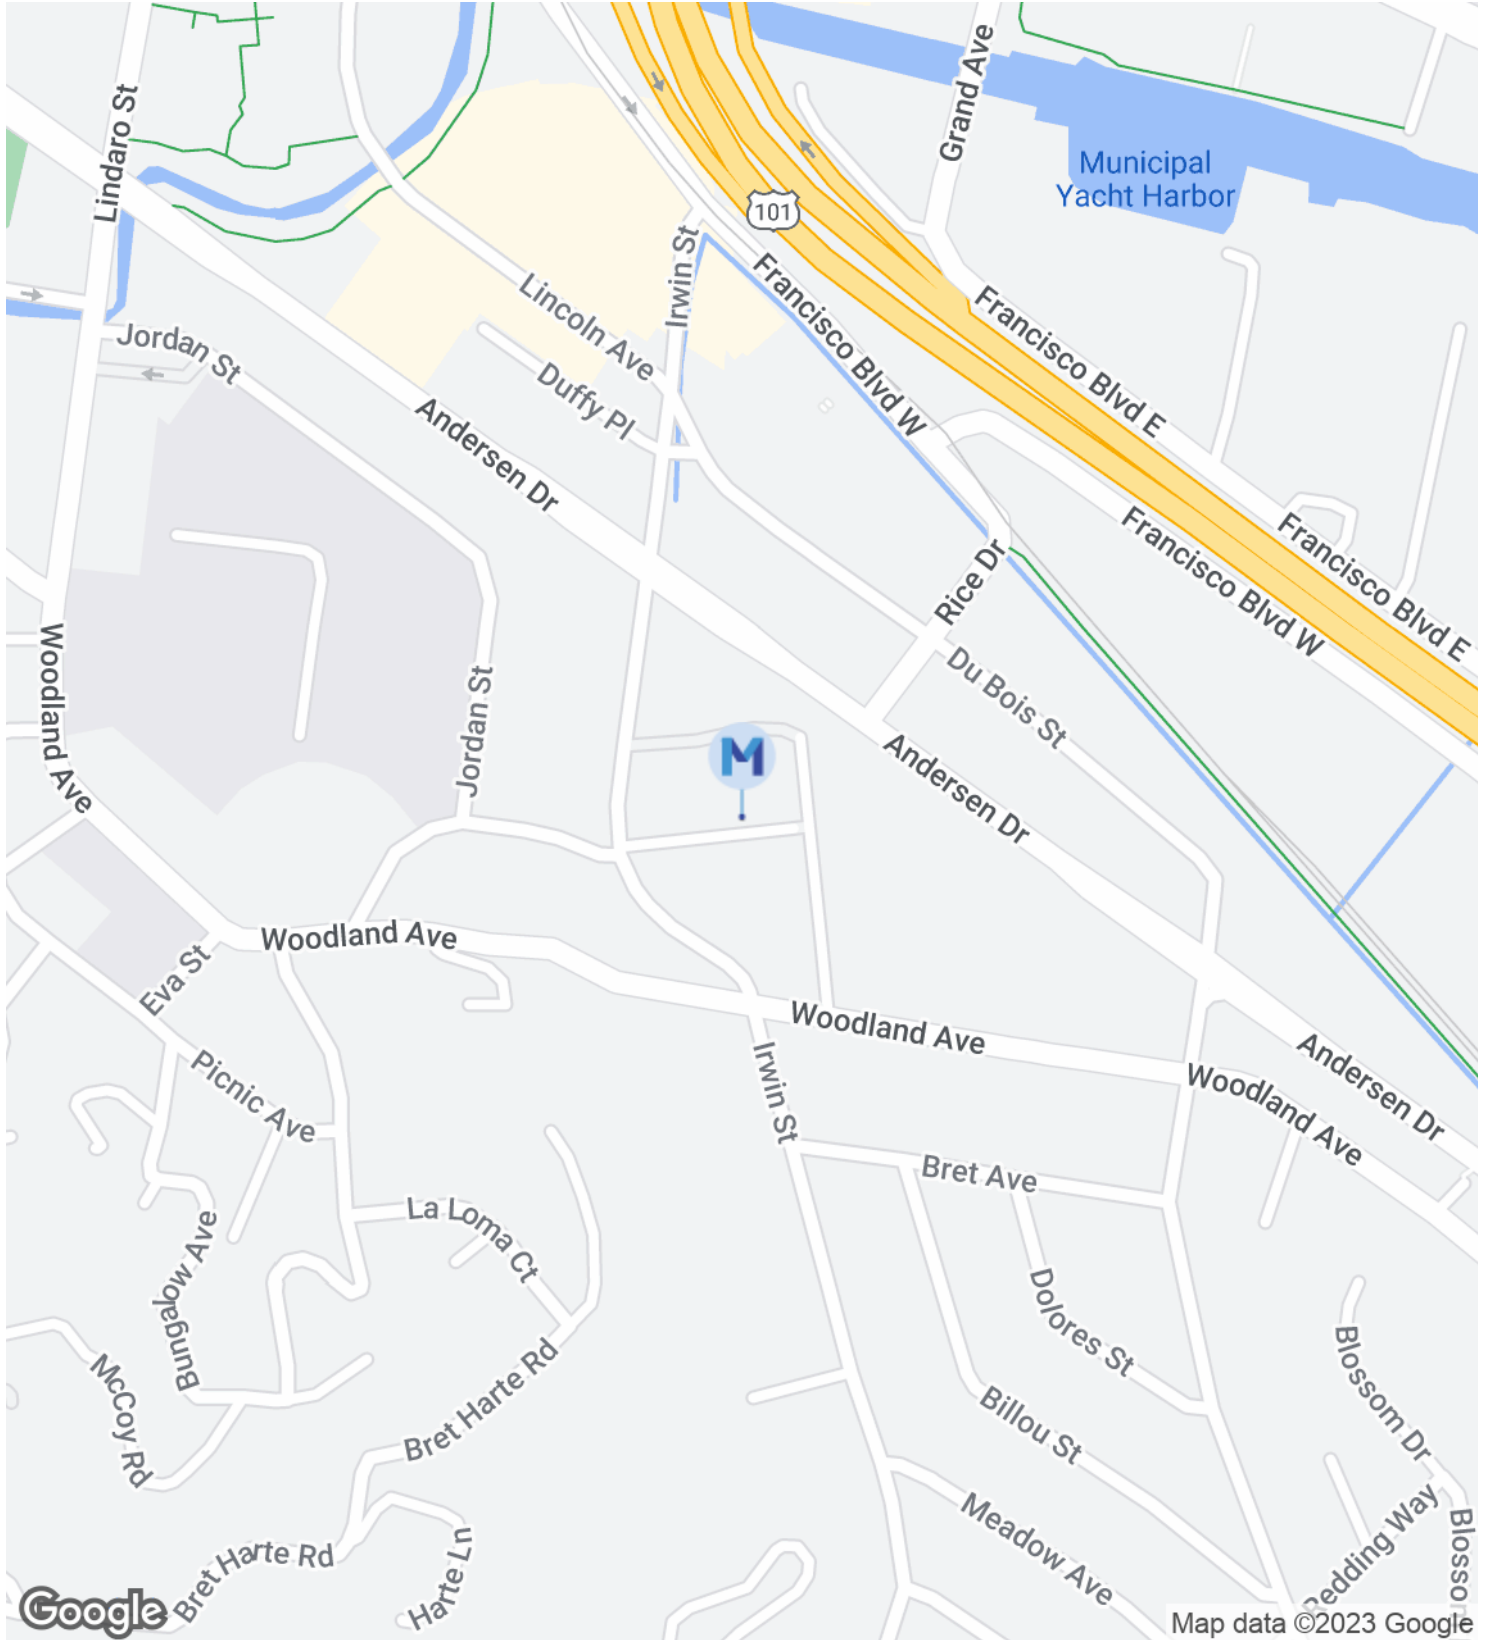 Grand Ave
Lindaro St
Municipal
Yacht Harbor
101
Irwin St
Francisco Blvd W
Francisco Blvd E
Lincoln Ave
Jordan St
Duffy Pl
Andersen Dr
Francisco Blvd W
Francisco Blvd E
Rice Dr
Woodland Ave
Jordan St
Du Bois St
M
Andersen Dr
Woodland Ave
Eva St
Woodland Ave
Picnic Ave
Irwin St
Woodland Ave
Andersen Dr
Bret Ave
La Loma Ct
Bungalow Ave
Dolores St
McCoy Rd
Bret Harte Rd
Billou St
Blossom Dr
Meadow Ave
Redding Way
Blosson
Bret Harte Rd
Harte Ln
Google
Map data ©2023 Google